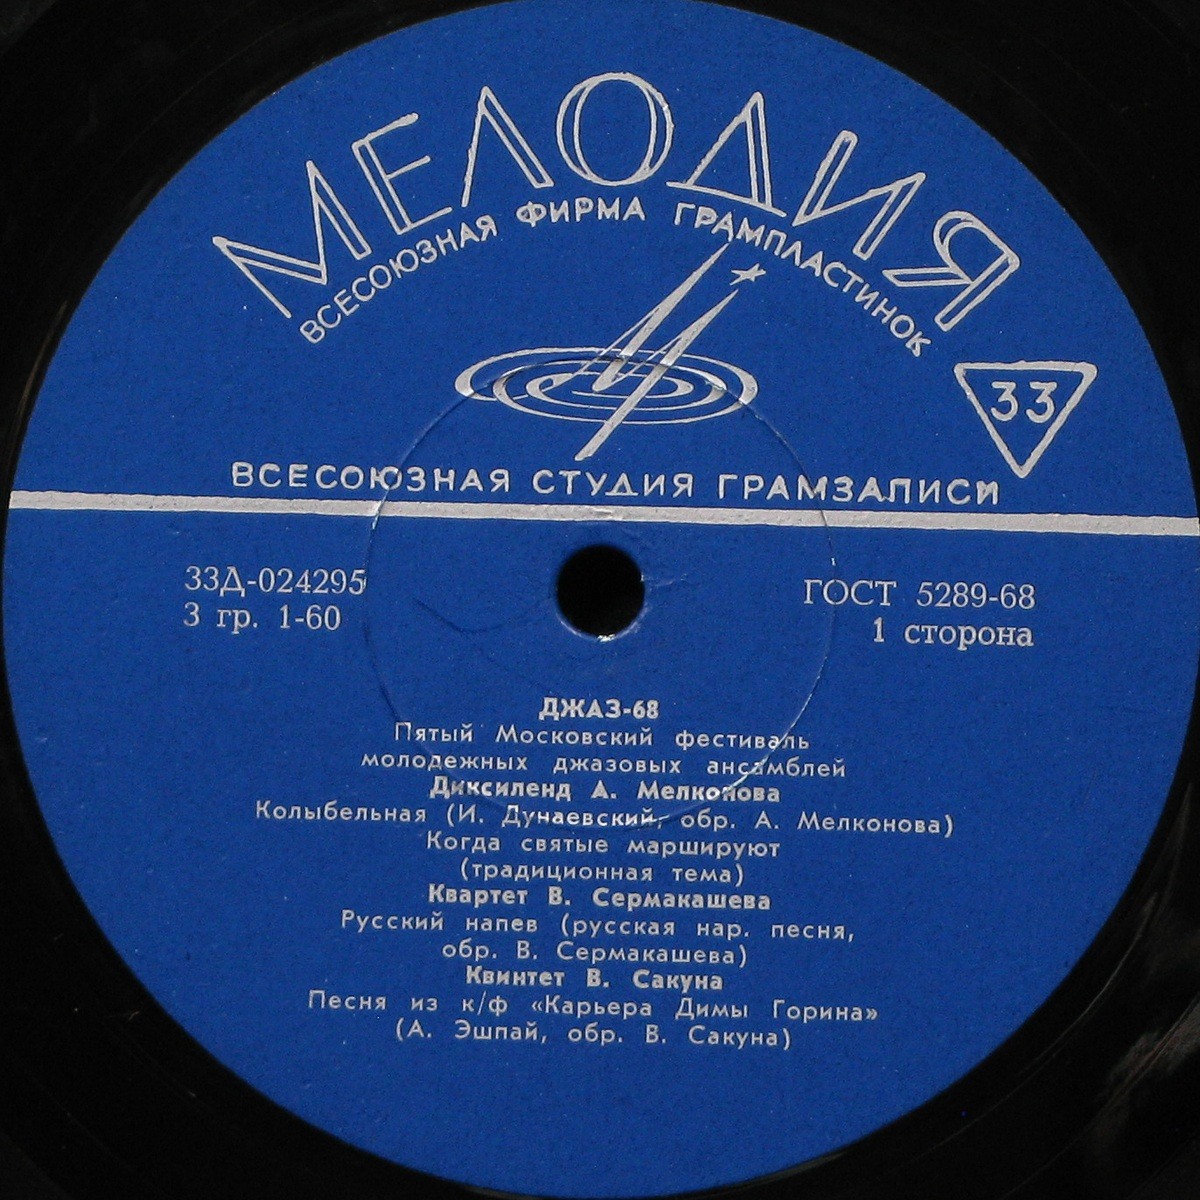 МЕЛОДИЯ
ВСЕСОЮЗНАЯ ФИРМА ГРАМПЛАСТИНОК
33
ВСЕСОЮЗНАЯ СТУДИЯ ГРАМЗАПИСИ
33Д-024295
3 гр. 1-60
ГОСТ 5289-68
1 сторона
ДЖАЗ-68
Пятый Московский фестиваль
молодежных джазовых ансамблей
Диксиленд А. Мелконова
Колыбельная (И. Дунаевский, обр. А. Мелконова)
Когда святые маршируют
(традиционная тема)
Квартет В. Сермакашева
Русский напев (русская нар. песня,
обр. В. Сермакашева)
Квинтет В. Сакуна
Песня из к/ф «Карьера Димы Горина»
(А. Эшпай, обр. В. Сакуна)